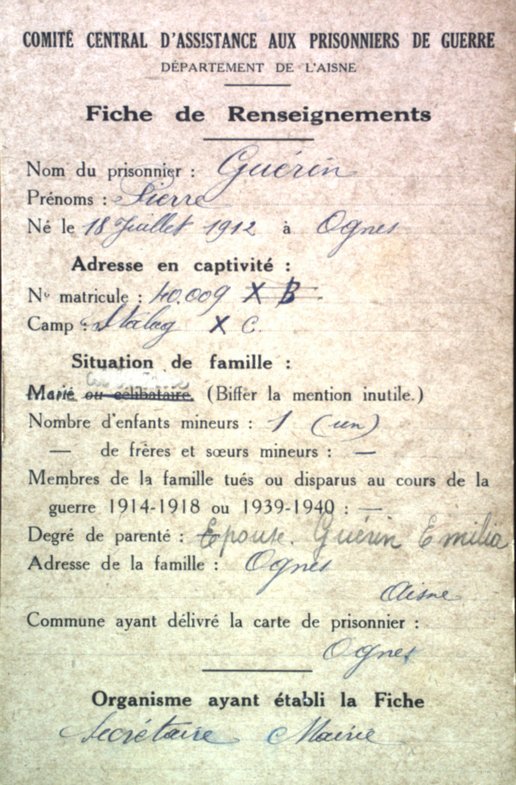 COMITÉ CENTRAL D'ASSISTANCE AUX PRISONNIERS DE GUERRE
DÉPARTEMENT DE L'AISNE
Fiche de Renseignements
Nom du prisonnier : Guérin
Prénoms : Pierre
Né le 18 Juillet 1912 à Ognes
Adresse en captivité :
No matricule : 40.009 X B
Camp : Stalag X C.
Situation de famille :
Marié ou célibataire. (Biffer la mention inutile.)
Nombre d'enfants mineurs : 1 (un)
— de frères et sœurs mineurs : —
Membres de la famille tués ou disparus au cours de la
guerre 1914-1918 ou 1939-1940 : —
Degré de parenté : Epouse. Guérin Emilia
Adresse de la famille : Ognes
Aisne
Commune ayant délivré la carte de prisonnier :
Ognes
Organisme ayant établi la Fiche
Secrétaire Mairie